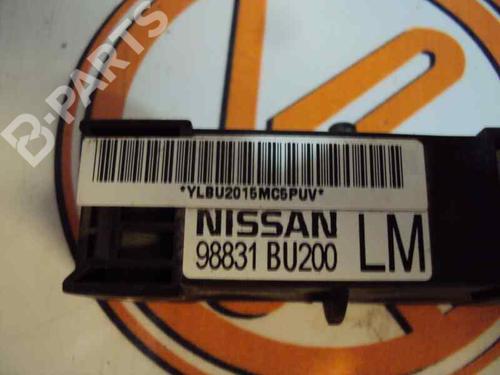 B-PARTS
*YLBU2015MC5PUV*
NISSAN
98831 BU200 LM